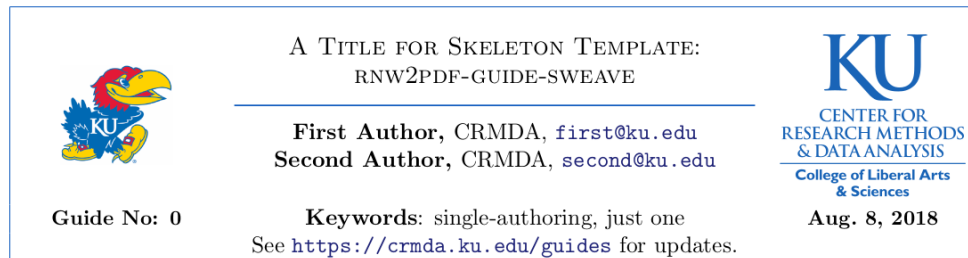 A Title for Skeleton Template:
rnw2pdf-guide-sweave
First Author, CRMDA, first@ku.edu
Second Author, CRMDA, second@ku.edu
KU
KU
CENTER FOR
RESEARCH METHODS
& DATA ANALYSIS
College of Liberal Arts
& Sciences
Guide No: 0
Keywords: single-authoring, just one
See https://crmda.ku.edu/guides for updates.
Aug. 8, 2018